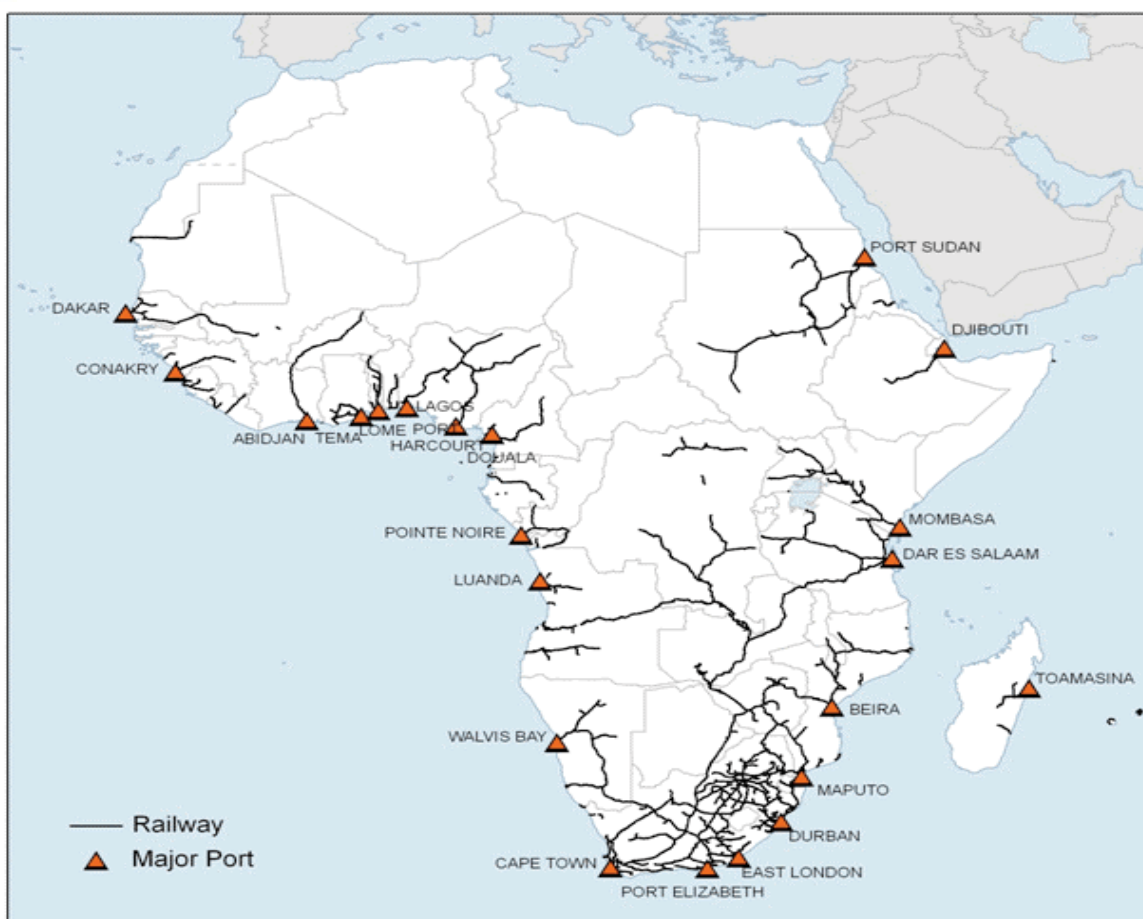 PORT SUDAN
DAKAR
DJIBOUTI
CONAKRY
LAGOS
ABIDJAN
TEMA
LOME
PORT
HARCOURT
DOUALA
POINTE NOIRE
MOMBASA
DAR ES SALAAM
LUANDA
TOAMASINA
BEIRA
WALVIS BAY
MAPUTO
Railway
DURBAN
Major Port
CAPE TOWN
EAST LONDON
PORT ELIZABETH